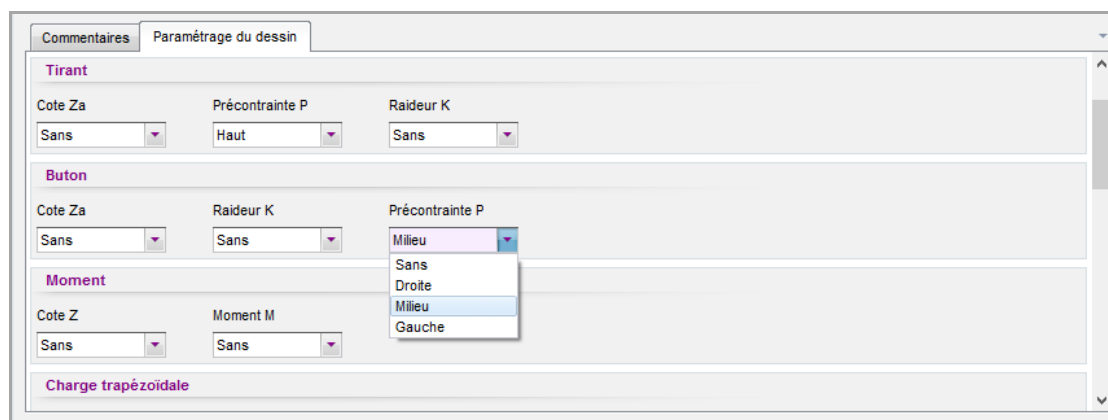 Commentaires Paramétrage du dessin
Tirant
Cote Za Précontrainte P Raideur K
Sans Haut Sans
Buton
Cote Za Raideur K Précontrainte P
Sans Sans Milieu
Sans
Droite
Milieu
Gauche
Moment
Cote Z Moment M
Sans Sans
Charge trapézoïdale